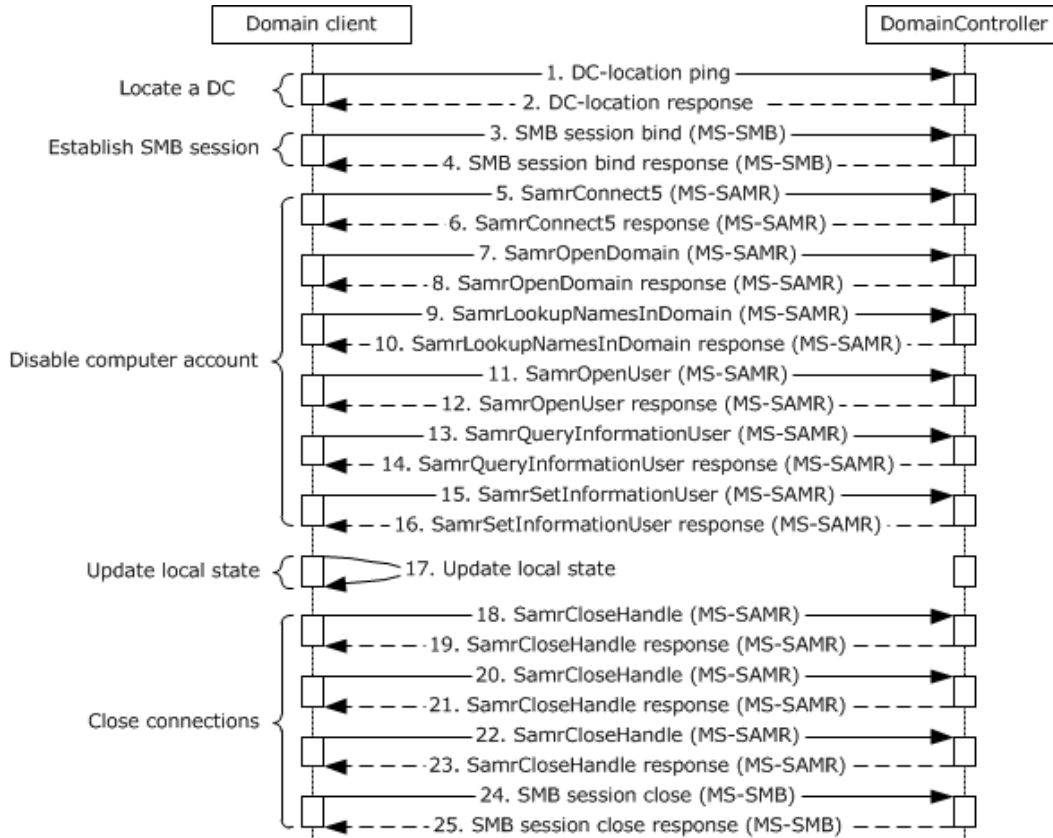 Domain client
DomainController
Locate a DC
1. DC-location ping
2. DC-location response
Establish SMB session
3. SMB session bind (MS-SMB)
4. SMB session bind response (MS-SMB)
Disable computer account
5. SamrConnect5 (MS-SAMR)
6. SamrConnect5 response (MS-SAMR)
7. SamrOpenDomain (MS-SAMR)
8. SamrOpenDomain response (MS-SAMR)
9. SamrLookupNamesInDomain (MS-SAMR)
10. SamrLookupNamesInDomain response (MS-SAMR)
11. SamrOpenUser (MS-SAMR)
12. SamrOpenUser response (MS-SAMR)
13. SamrQueryInformationUser (MS-SAMR)
14. SamrQueryInformationUser response (MS-SAMR)
15. SamrSetInformationUser (MS-SAMR)
16. SamrSetInformationUser response (MS-SAMR)
Update local state
17. Update local state
Close connections
18. SamrCloseHandle (MS-SAMR)
19. SamrCloseHandle response (MS-SAMR)
20. SamrCloseHandle (MS-SAMR)
21. SamrCloseHandle response (MS-SAMR)
22. SamrCloseHandle (MS-SAMR)
23. SamrCloseHandle response (MS-SAMR)
24. SMB session close (MS-SMB)
25. SMB session close response (MS-SMB)